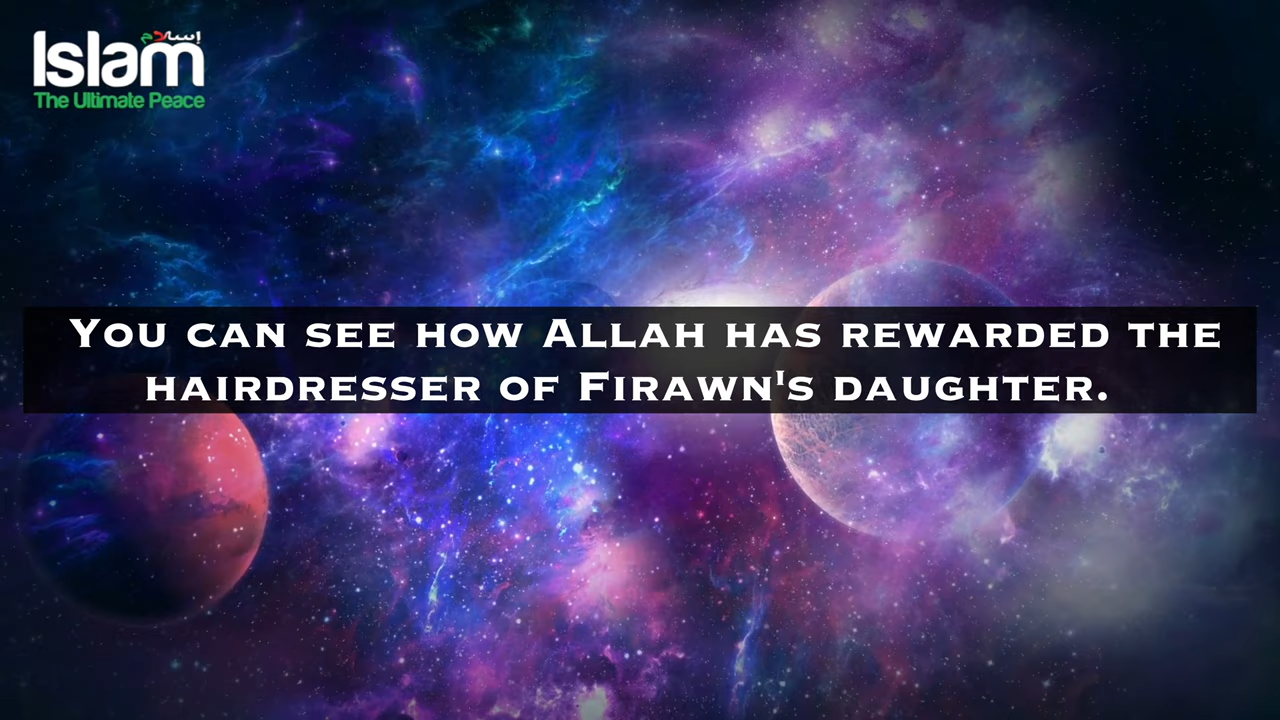 إسلام
Islam
The Ultimate Peace
You can see how Allah has rewarded the
hairdresser of Firawn's daughter.